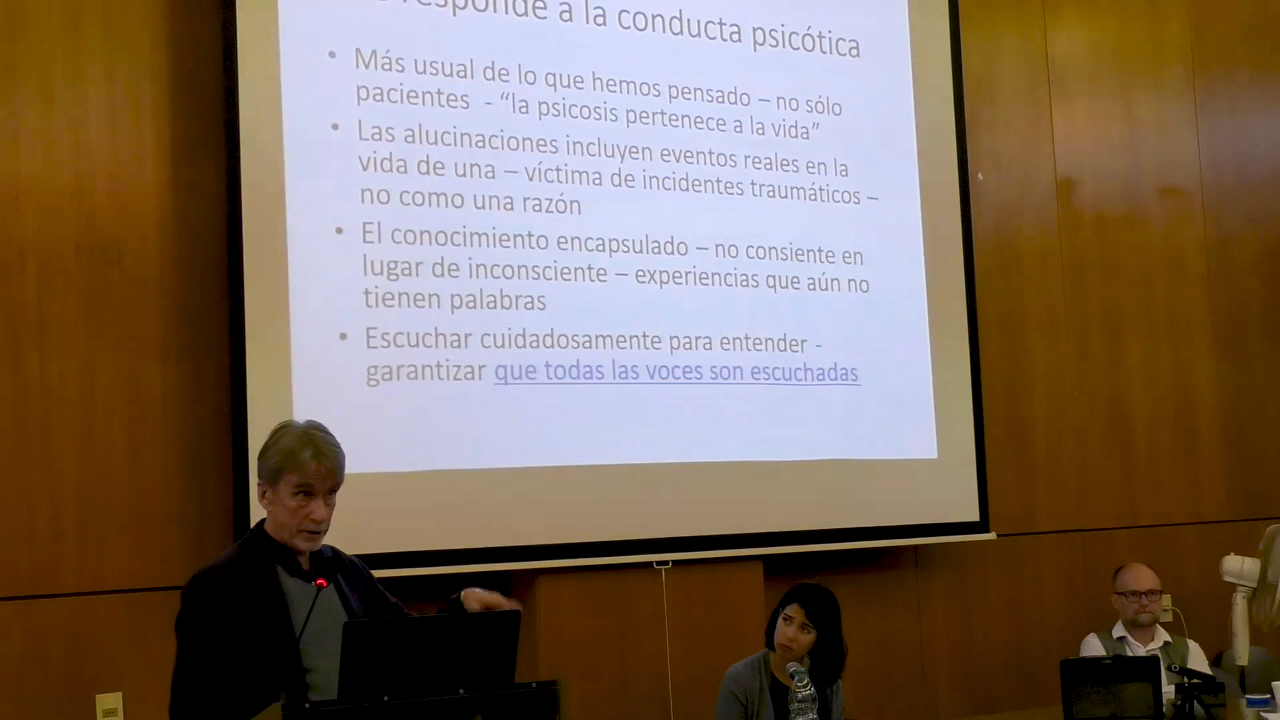 responde a la conducta psicótica
• Más usual de lo que hemos pensado – no sólo
pacientes - “la psicosis pertenece a la vida”
• Las alucinaciones incluyen eventos reales en la
vida de una – víctima de incidentes traumáticos –
no como una razón
• El conocimiento encapsulado – no consiente en
lugar de inconsciente – experiencias que aún no
tienen palabras
• Escuchar cuidadosamente para entender -
garantizar que todas las voces son escuchadas